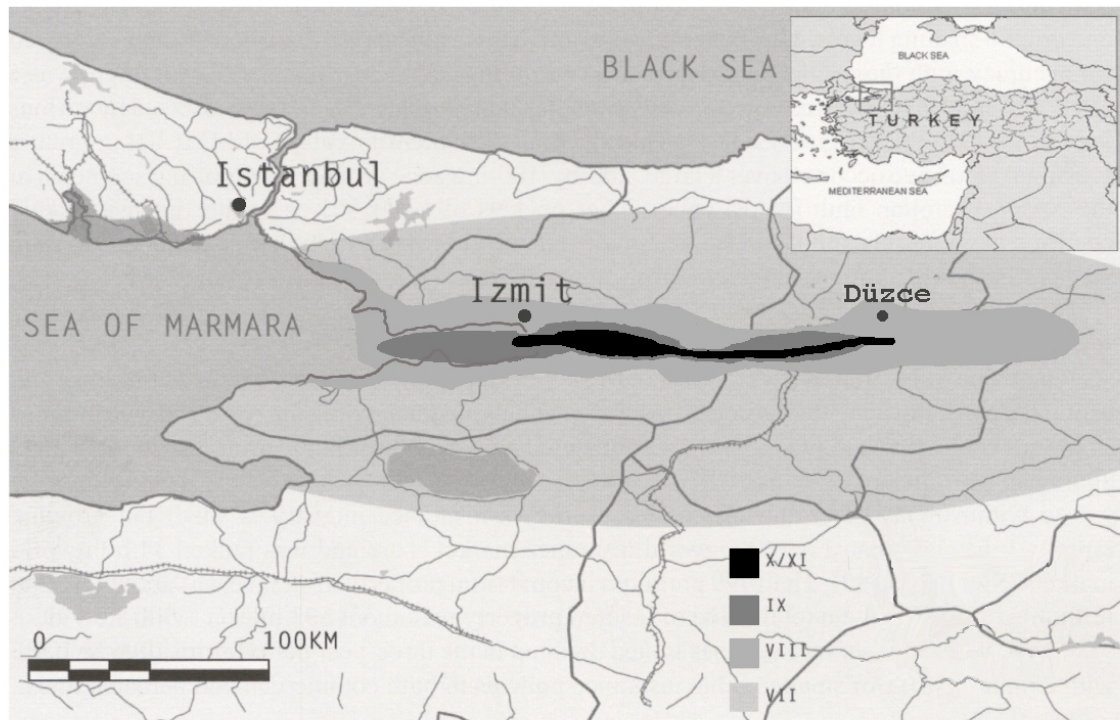 BLACK SEA
BLACK SEA
TURKEY
MEDITERRANEAN SEA
Istanbul
Izmit
Düzce
SEA OF MARMARA
X/XI
IX
VIII
VII
0 100KM